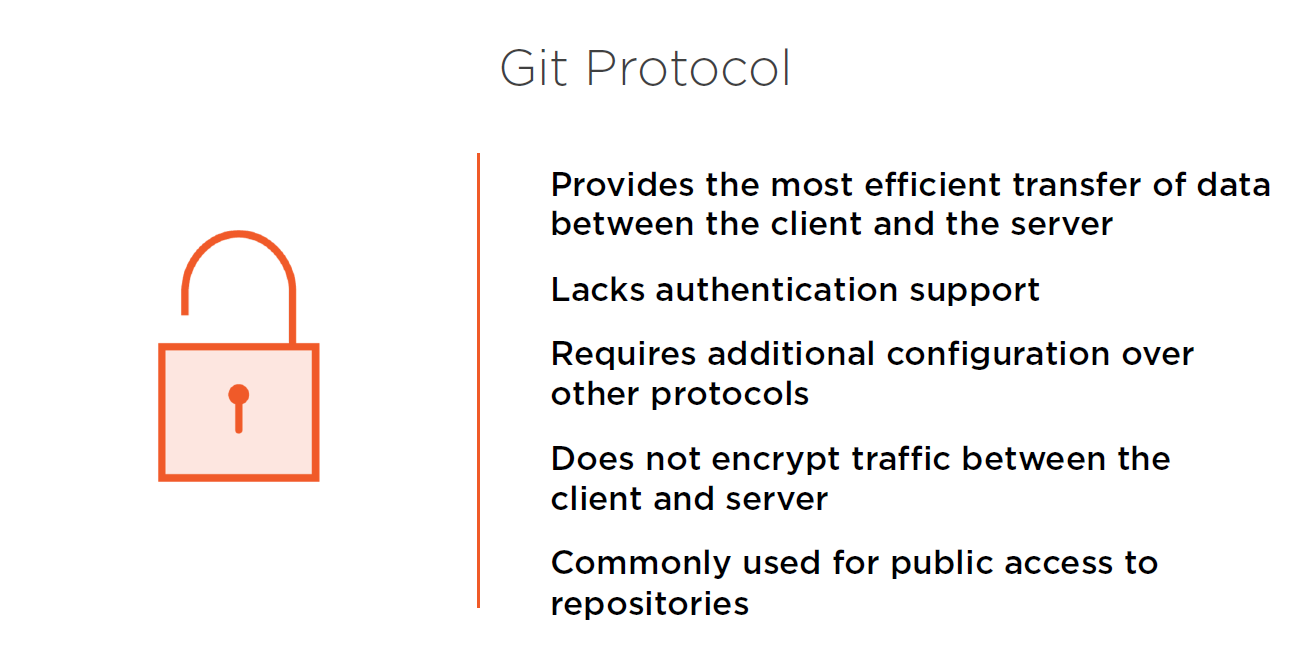 Git Protocol
Provides the most efficient transfer of data
between the client and the server
Lacks authentication support
Requires additional configuration over
other protocols
Does not encrypt traffic between the
client and server
Commonly used for public access to
repositories